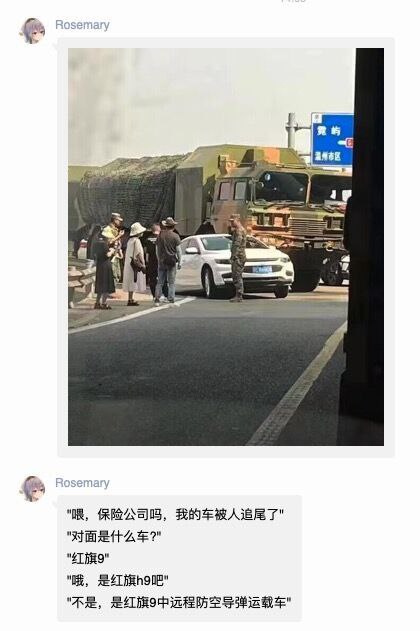 Rosemary
霓屿
温州市区
Rosemary
"喂，保险公司吗，我的车被人追尾了"
"对面是什么车?"
"红旗9"
"哦，是红旗h9吧"
"不是，是红旗9中远程防空导弹运载车"